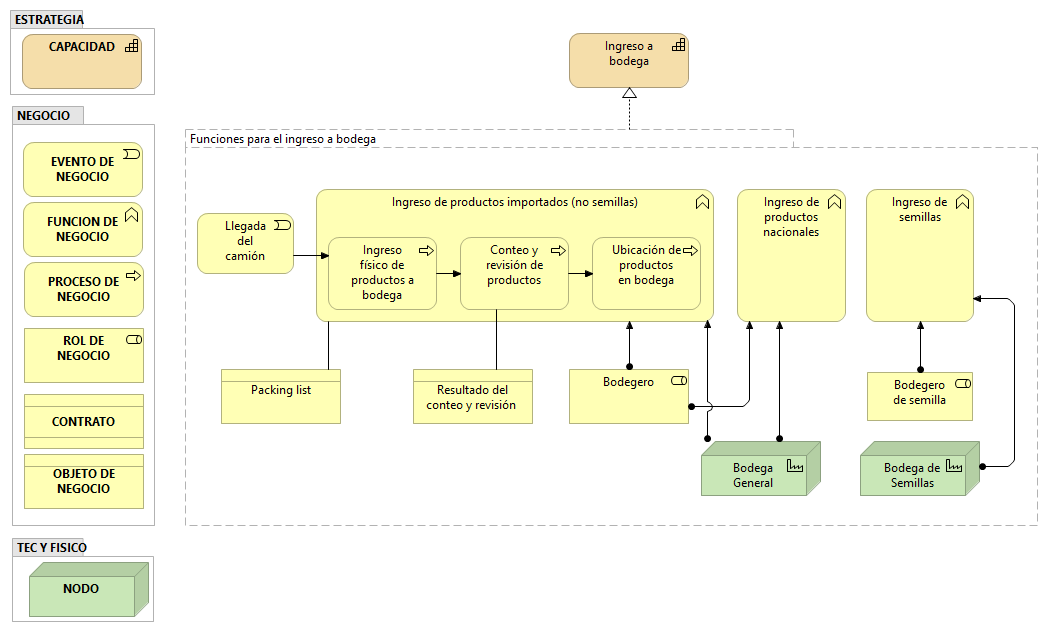 ESTRATEGIA
CAPACIDAD
NEGOCIO
EVENTO DE
NEGOCIO
FUNCION DE
NEGOCIO
PROCESO DE
NEGOCIO
ROL DE
NEGOCIO
CONTRATO
OBJETO DE
NEGOCIO
TEC Y FISICO
NODO
Ingreso a
bodega
Funciones para el ingreso a bodega
Llegada
del
camión
Ingreso de productos importados (no semillas)
Ingreso
físico de
productos a
bodega
Conteo y
revisión de
productos
Ubicación de
productos
en bodega
Ingreso de
productos
nacionales
Ingreso de
semillas
Packing list
Resultado del
conteo y revisión
Bodegero
Bodegero
de semilla
Bodega
General
Bodega de
Semillas